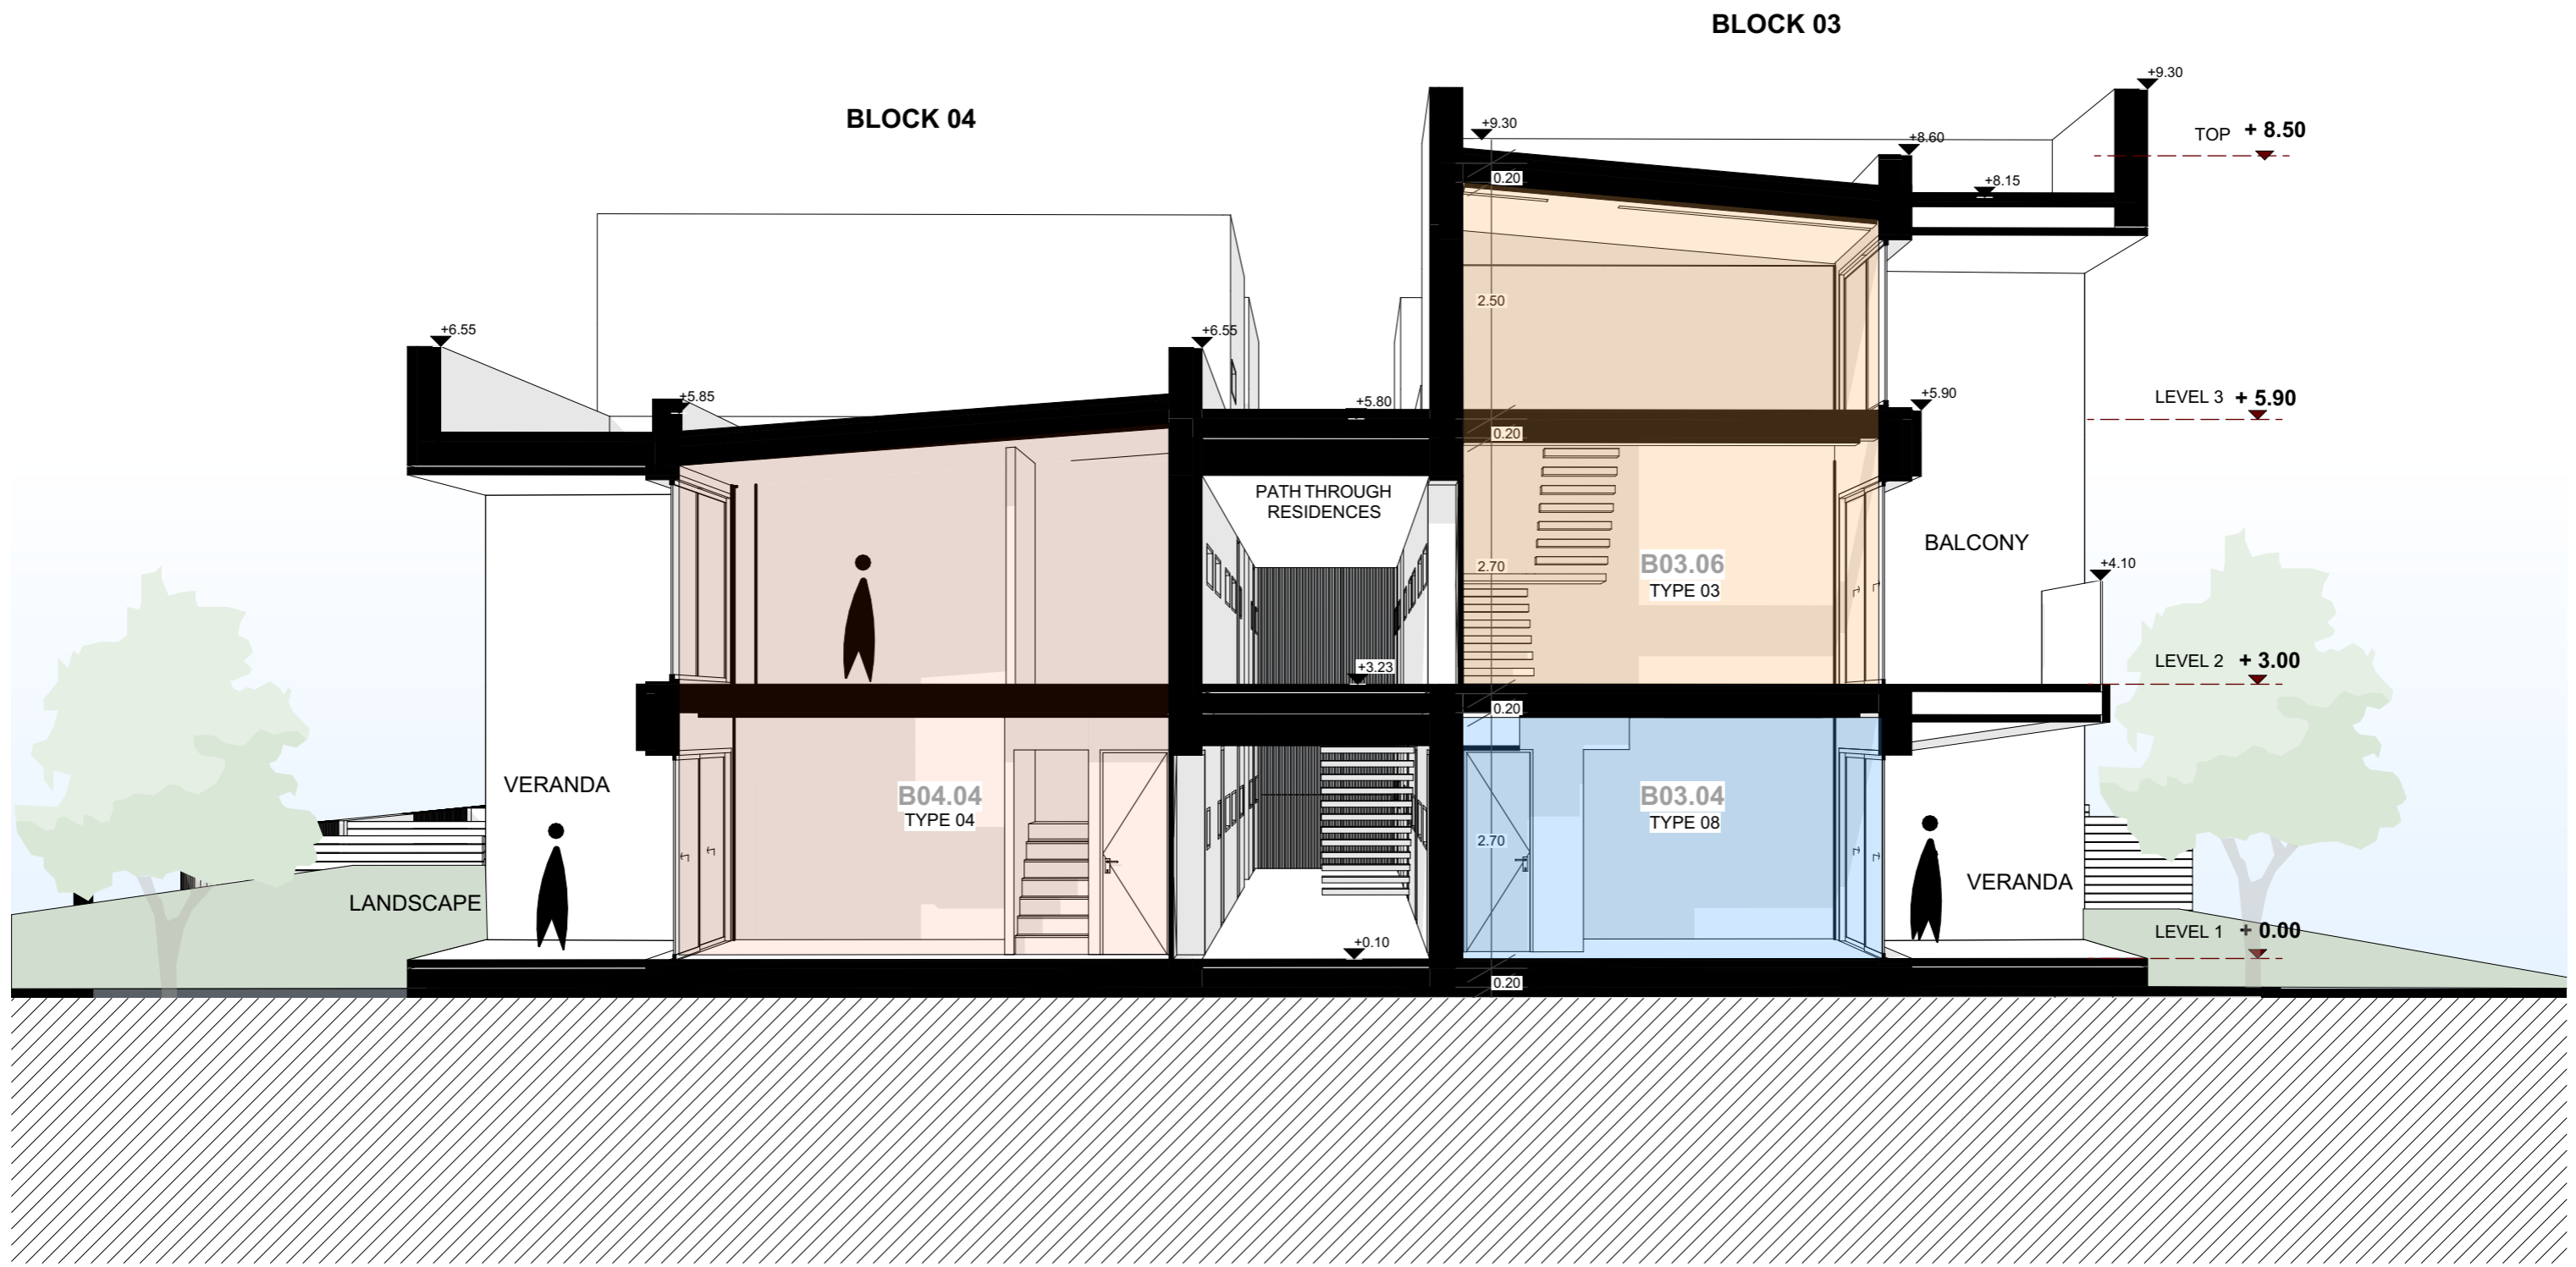 BLOCK 03
BLOCK 04
+9.30
+9.30
TOP + 8.50
+8.60
0.20
+8.15
2.50
+6.55
+6.55
+5.85
+5.80
+5.90
LEVEL 3 + 5.90
0.20
PATH THROUGH
RESIDENCES
BALCONY
2.70
B03.06
TYPE 03
+4.10
+3.23
LEVEL 2 + 3.00
0.20
VERANDA
B04.04
TYPE 04
B03.04
TYPE 08
2.70
LANDSCAPE
VERANDA
+0.10
LEVEL 1 + 0.00
0.20